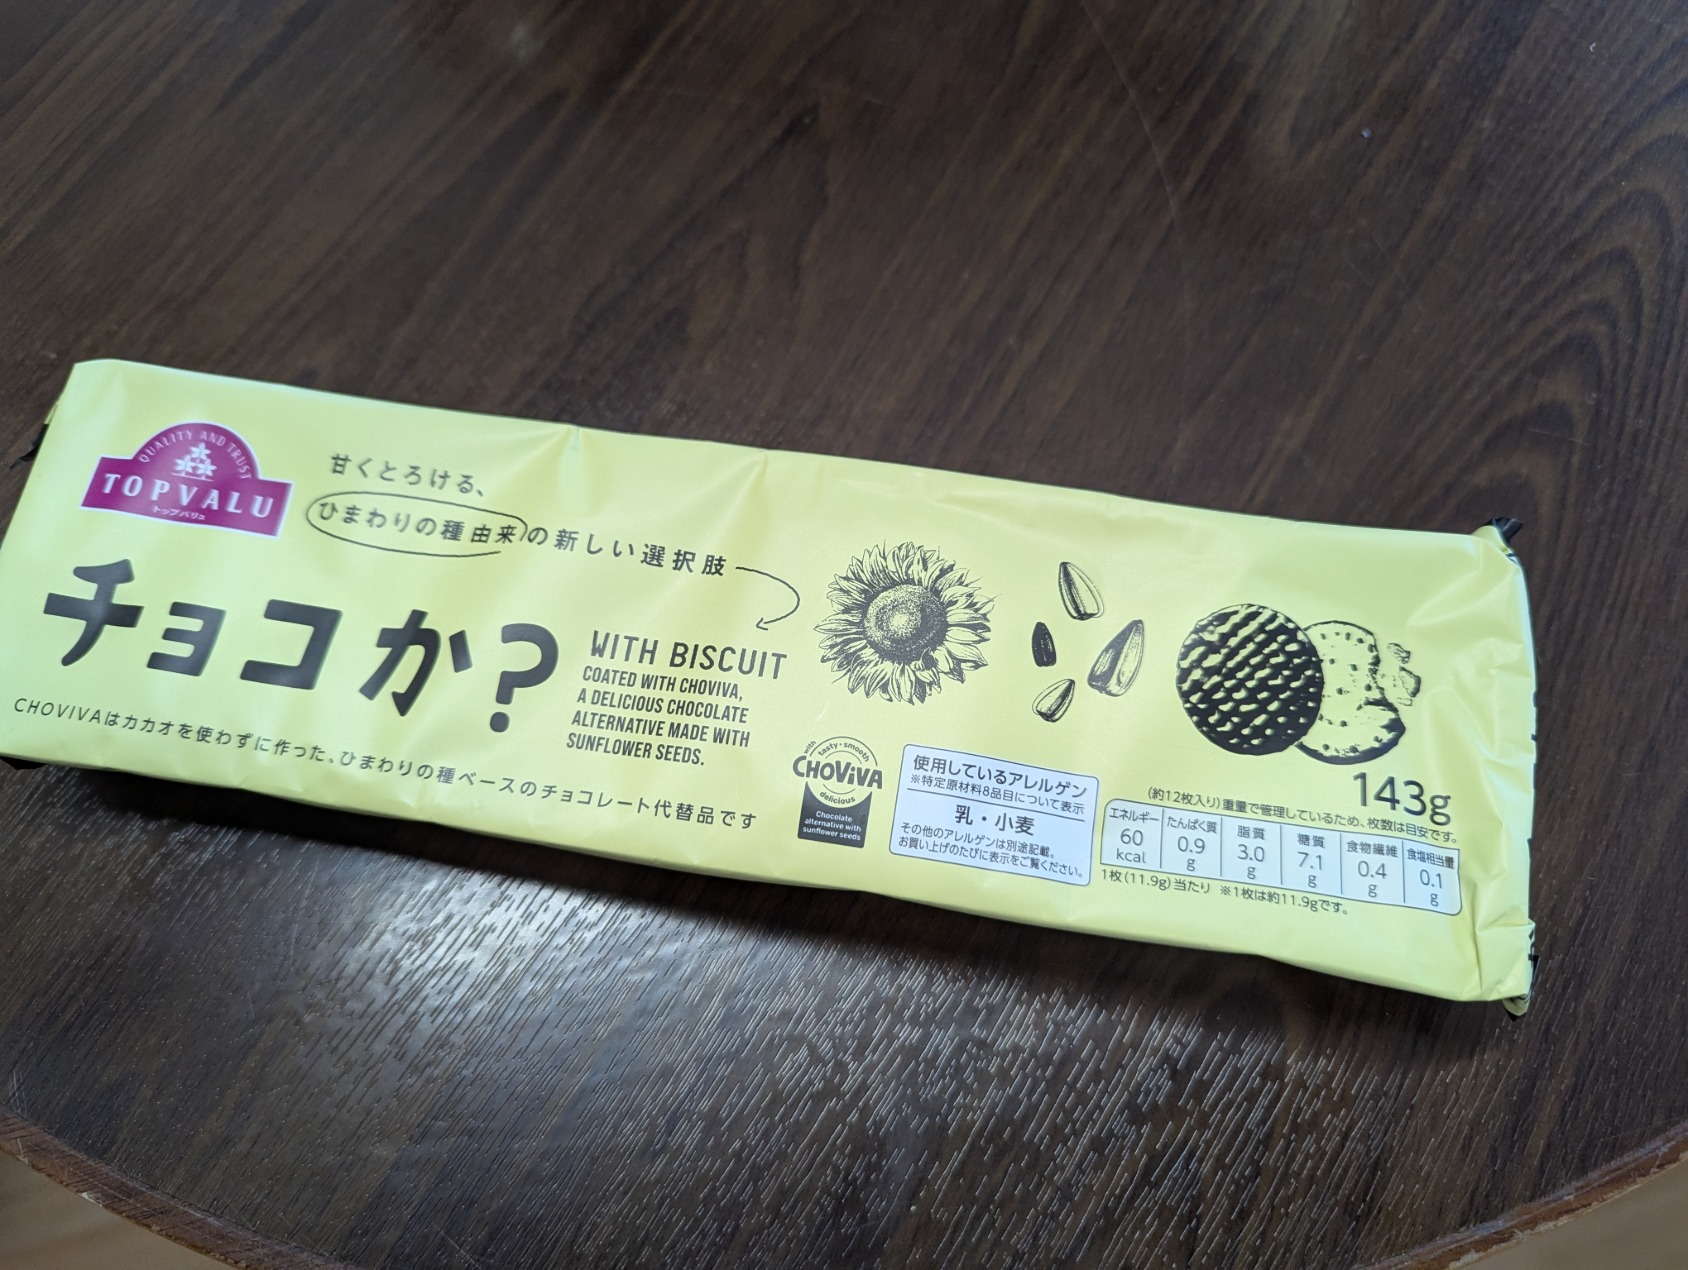 QUALITY AND TRUST
TOPVALU
トップバリュ
甘くとろける、
ひまわりの種由来の新しい選択肢
チョコか?
WITH BISCUIT
COATED WITH CHOVIVA,
A DELICIOUS CHOCOLATE
ALTERNATIVE MADE WITH
SUNFLOWER SEEDS.
CHOVIVAはカカオを使わずに作った、ひまわりの種ベースのチョコレート代替品です
with
tasty・smooth
CHOViVA
delicious
Chocolate
alternative with
sunflower seeds
使用しているアレルゲン
※特定原材料8品目について表示
乳・小麦
その他のアレルゲンは別途記載。
お買い上げのたびに表示をご覧ください。
143g
(約12枚入り)重量で管理しているため、枚数は目安です。
エネルギー たんぱく質 脂質 糖質 食物繊維 食塩相当量
60 0.9 3.0 7.1 0.4 0.1
kcal g g g g g
1枚(11.9g)当たり ※1枚は約11.9gです。